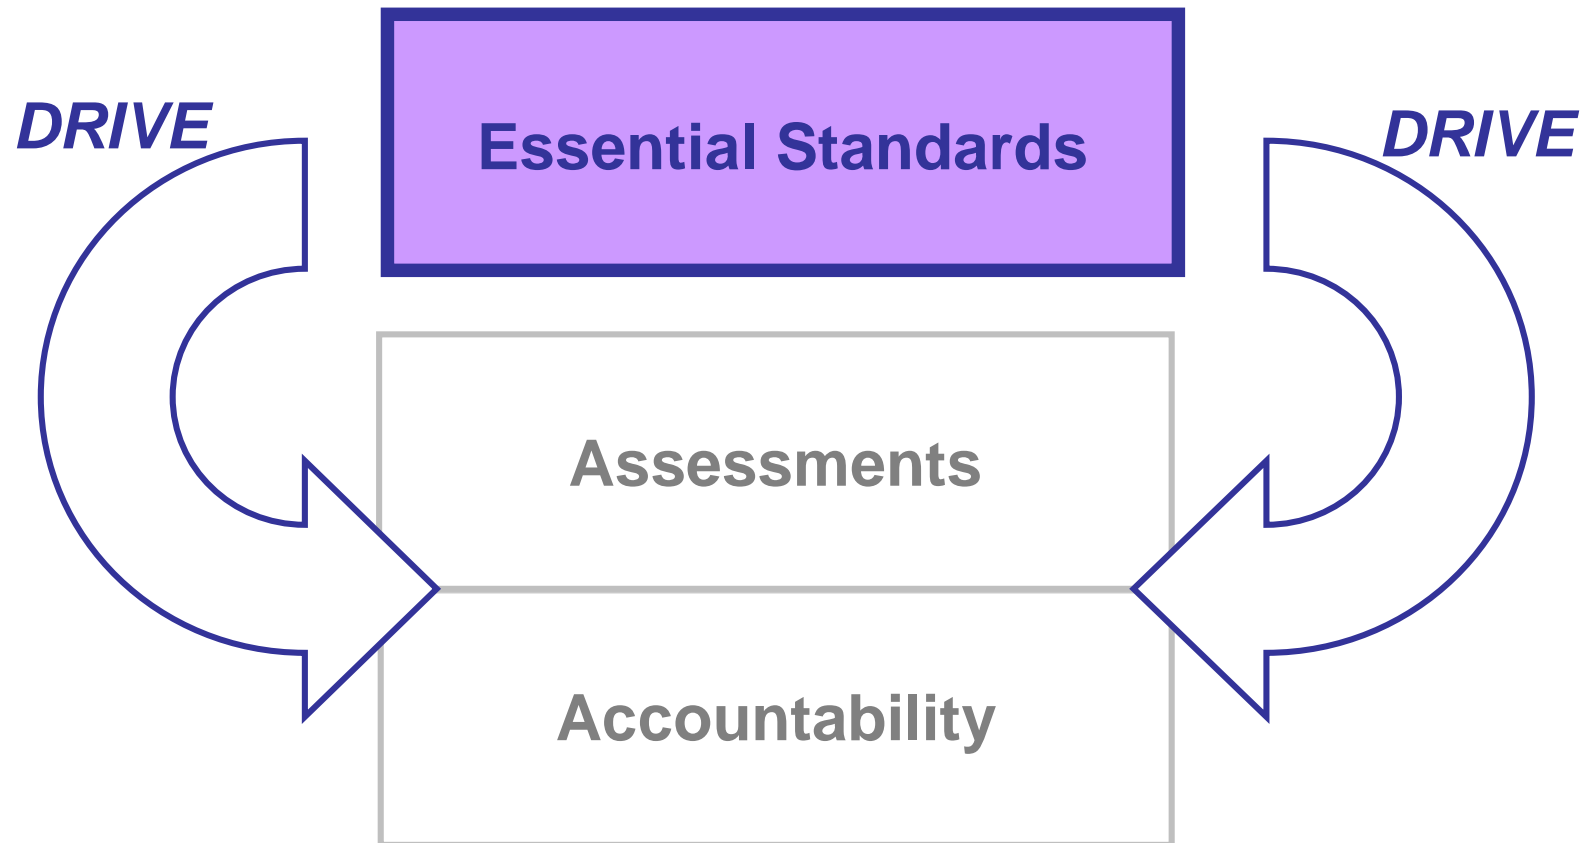 DRIVE
Essential Standards
DRIVE
Assessments
Accountability